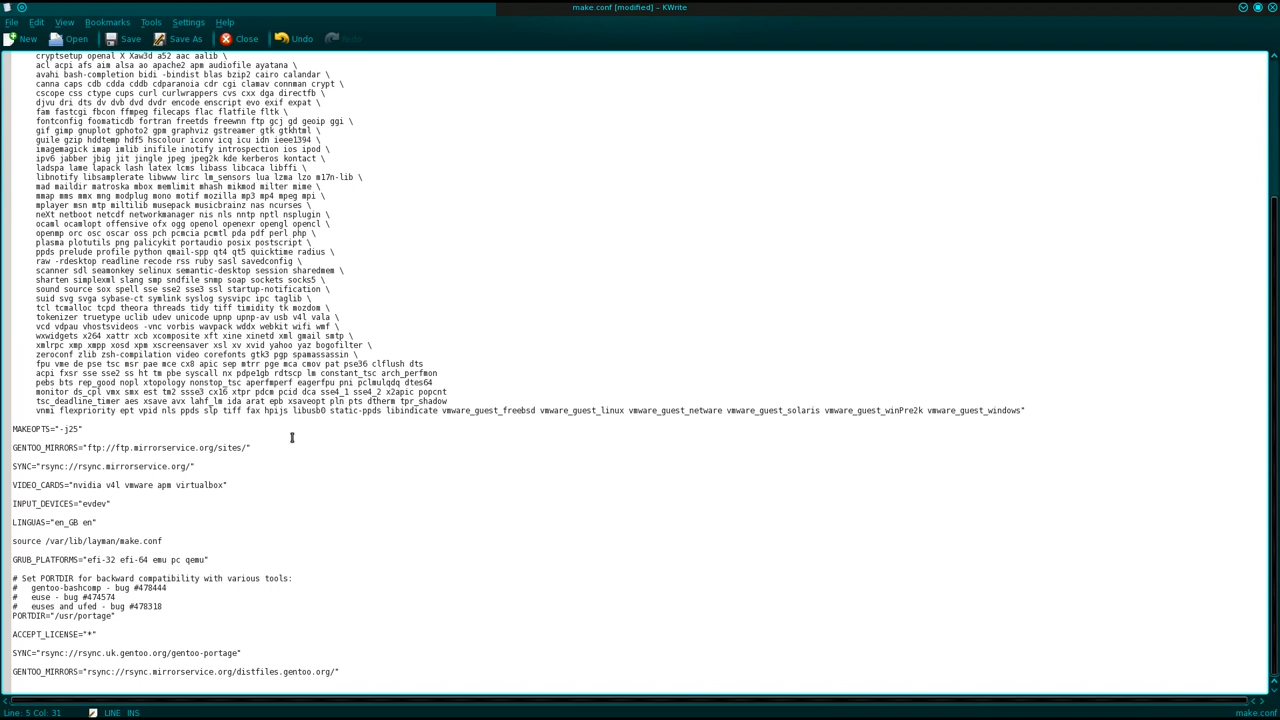 make.conf [modified] – KWrite
File Edit View Bookmarks Tools Settings Help
New Open Save Save As Close Undo Redo
cryptsetup openal X Xaw3d a52 aac aalib \
acl acpi afs aim alsa ao apache2 apm audiofile ayatana \
avahi bash-completion bidi -bindist blas bzip2 cairo calandar \
canna caps cdb cdda cddb cdparanoia cdr cgi clamav connman crypt \
cscope css ctype cups curl curlwrappers cvs cxx dga directfb \
djvu dri dts dv dvb dvd dvdr encode enscript evo exif expat \
fam fastcgi fbcon ffmpeg filecaps flac flatfile fltk \
fontconfig foomaticdb fortran freetds freewnn ftp gcj gd geoip ggi \
gif gimp gnuplot gphoto2 gpm graphviz gstreamer gtk gtkhtml \
guile gzip hddtemp hdf5 hscolour iconv icq icu idn ieee1394 \
imagemagick imap imlib inifile inotify introspection ios ipod \
ipv6 jabber jbig jit jingle jpeg jpeg2k kde kerberos kontact \
ladspa lame lapack lash latex lcms libass libcaca libffi \
libnotify libsamplerate libwww lirc lm_sensors lua lzma lzo m17n-lib \
mad maildir matroska mbox memlimit mhash mikmod milter mime \
mmap mms mmx mng modplug mono motif mozilla mp3 mp4 mpeg mpi \
mplayer msn mtp miltilib musepack musicbrainz nas ncurses \
neXt netboot netcdf networkmanager nis nls nntp nptl nsplugin \
ocaml ocamlopt offensive ofx ogg openol openexr opengl opencl \
openmp orc osc oscar oss pch pcmcia pcmtl pda pdf perl php \
plasma plotutils png palicykit portaudio posix postscript \
ppds prelude profile python qmail-spp qt4 qt5 quicktime radius \
raw -rdesktop readline recode rss ruby sasl savedconfig \
scanner sdl seamonkey selinux semantic-desktop session sharedmem \
sharten simplexml slang smp sndfile snmp soap sockets socks5 \
sound source sox spell sse sse2 sse3 ssl startup-notification \
suid svg svga sybase-ct symlink syslog sysvipc ipc taglib \
tcl tcmalloc tcpd theora threads tidy tiff timidity tk mozdom \
tokenizer truetype uclib udev unicode upnp upnp-av usb v4l vala \
vcd vdpau vhostsvideos -vnc vorbis wavpack wddx webkit wifi wmf \
wxwidgets x264 xattr xcb xcomposite xft xine xinetd xml gmail smtp \
xmlrpc xmp xmpp xosd xpm xscreensaver xsl xv xvid yahoo yaz bogofilter \
zeroconf zlib zsh-compilation video corefonts gtk3 pgp spamassassin \
fpu vme de pse tsc msr pae mce cx8 apic sep mtrr pge mca cmov pat pse36 clflush dts
acpi fxsr sse sse2 ss ht tm pbe syscall nx pdpe1gb rdtscp lm constant_tsc arch_perfmon
pebs bts rep_good nopl xtopology nonstop_tsc aperfmperf eagerfpu pni pclmulqdq dtes64
monitor ds_cpl vmx smx est tm2 ssse3 cx16 xtpr pdcm pcid dca sse4_1 sse4_2 x2apic popcnt
tsc_deadline_timer aes xsave avx lahf_lm ida arat epb xsaveopt pln pts dtherm tpr_shadow
vnmi flexpriority ept vpid nls ppds slp tiff fax hpijs libusb0 static-ppds libindicate vmware_guest_freebsd vmware_guest_linux vmware_guest_netware vmware_guest_solaris vmware_guest_winPre2k vmware_guest_windows"
MAKEOPTS="-j25"
GENTOO_MIRRORS="ftp://ftp.mirrorservice.org/sites/"
SYNC="rsync://rsync.mirrorservice.org/"
VIDEO_CARDS="nvidia v4l vmware apm virtualbox"
INPUT_DEVICES="evdev"
LINGUAS="en_GB en"
source /var/lib/layman/make.conf
GRUB_PLATFORMS="efi-32 efi-64 emu pc qemu"
# Set PORTDIR for backward compatibility with various tools:
#   gentoo-bashcomp - bug #478444
#   euse - bug #474574
#   euses and ufed - bug #478318
PORTDIR="/usr/portage"
ACCEPT_LICENSE="*"
SYNC="rsync://rsync.uk.gentoo.org/gentoo-portage"
GENTOO_MIRRORS="rsync://rsync.mirrorservice.org/distfiles.gentoo.org/"
Line: 5 Col: 31 LINE INS make.conf